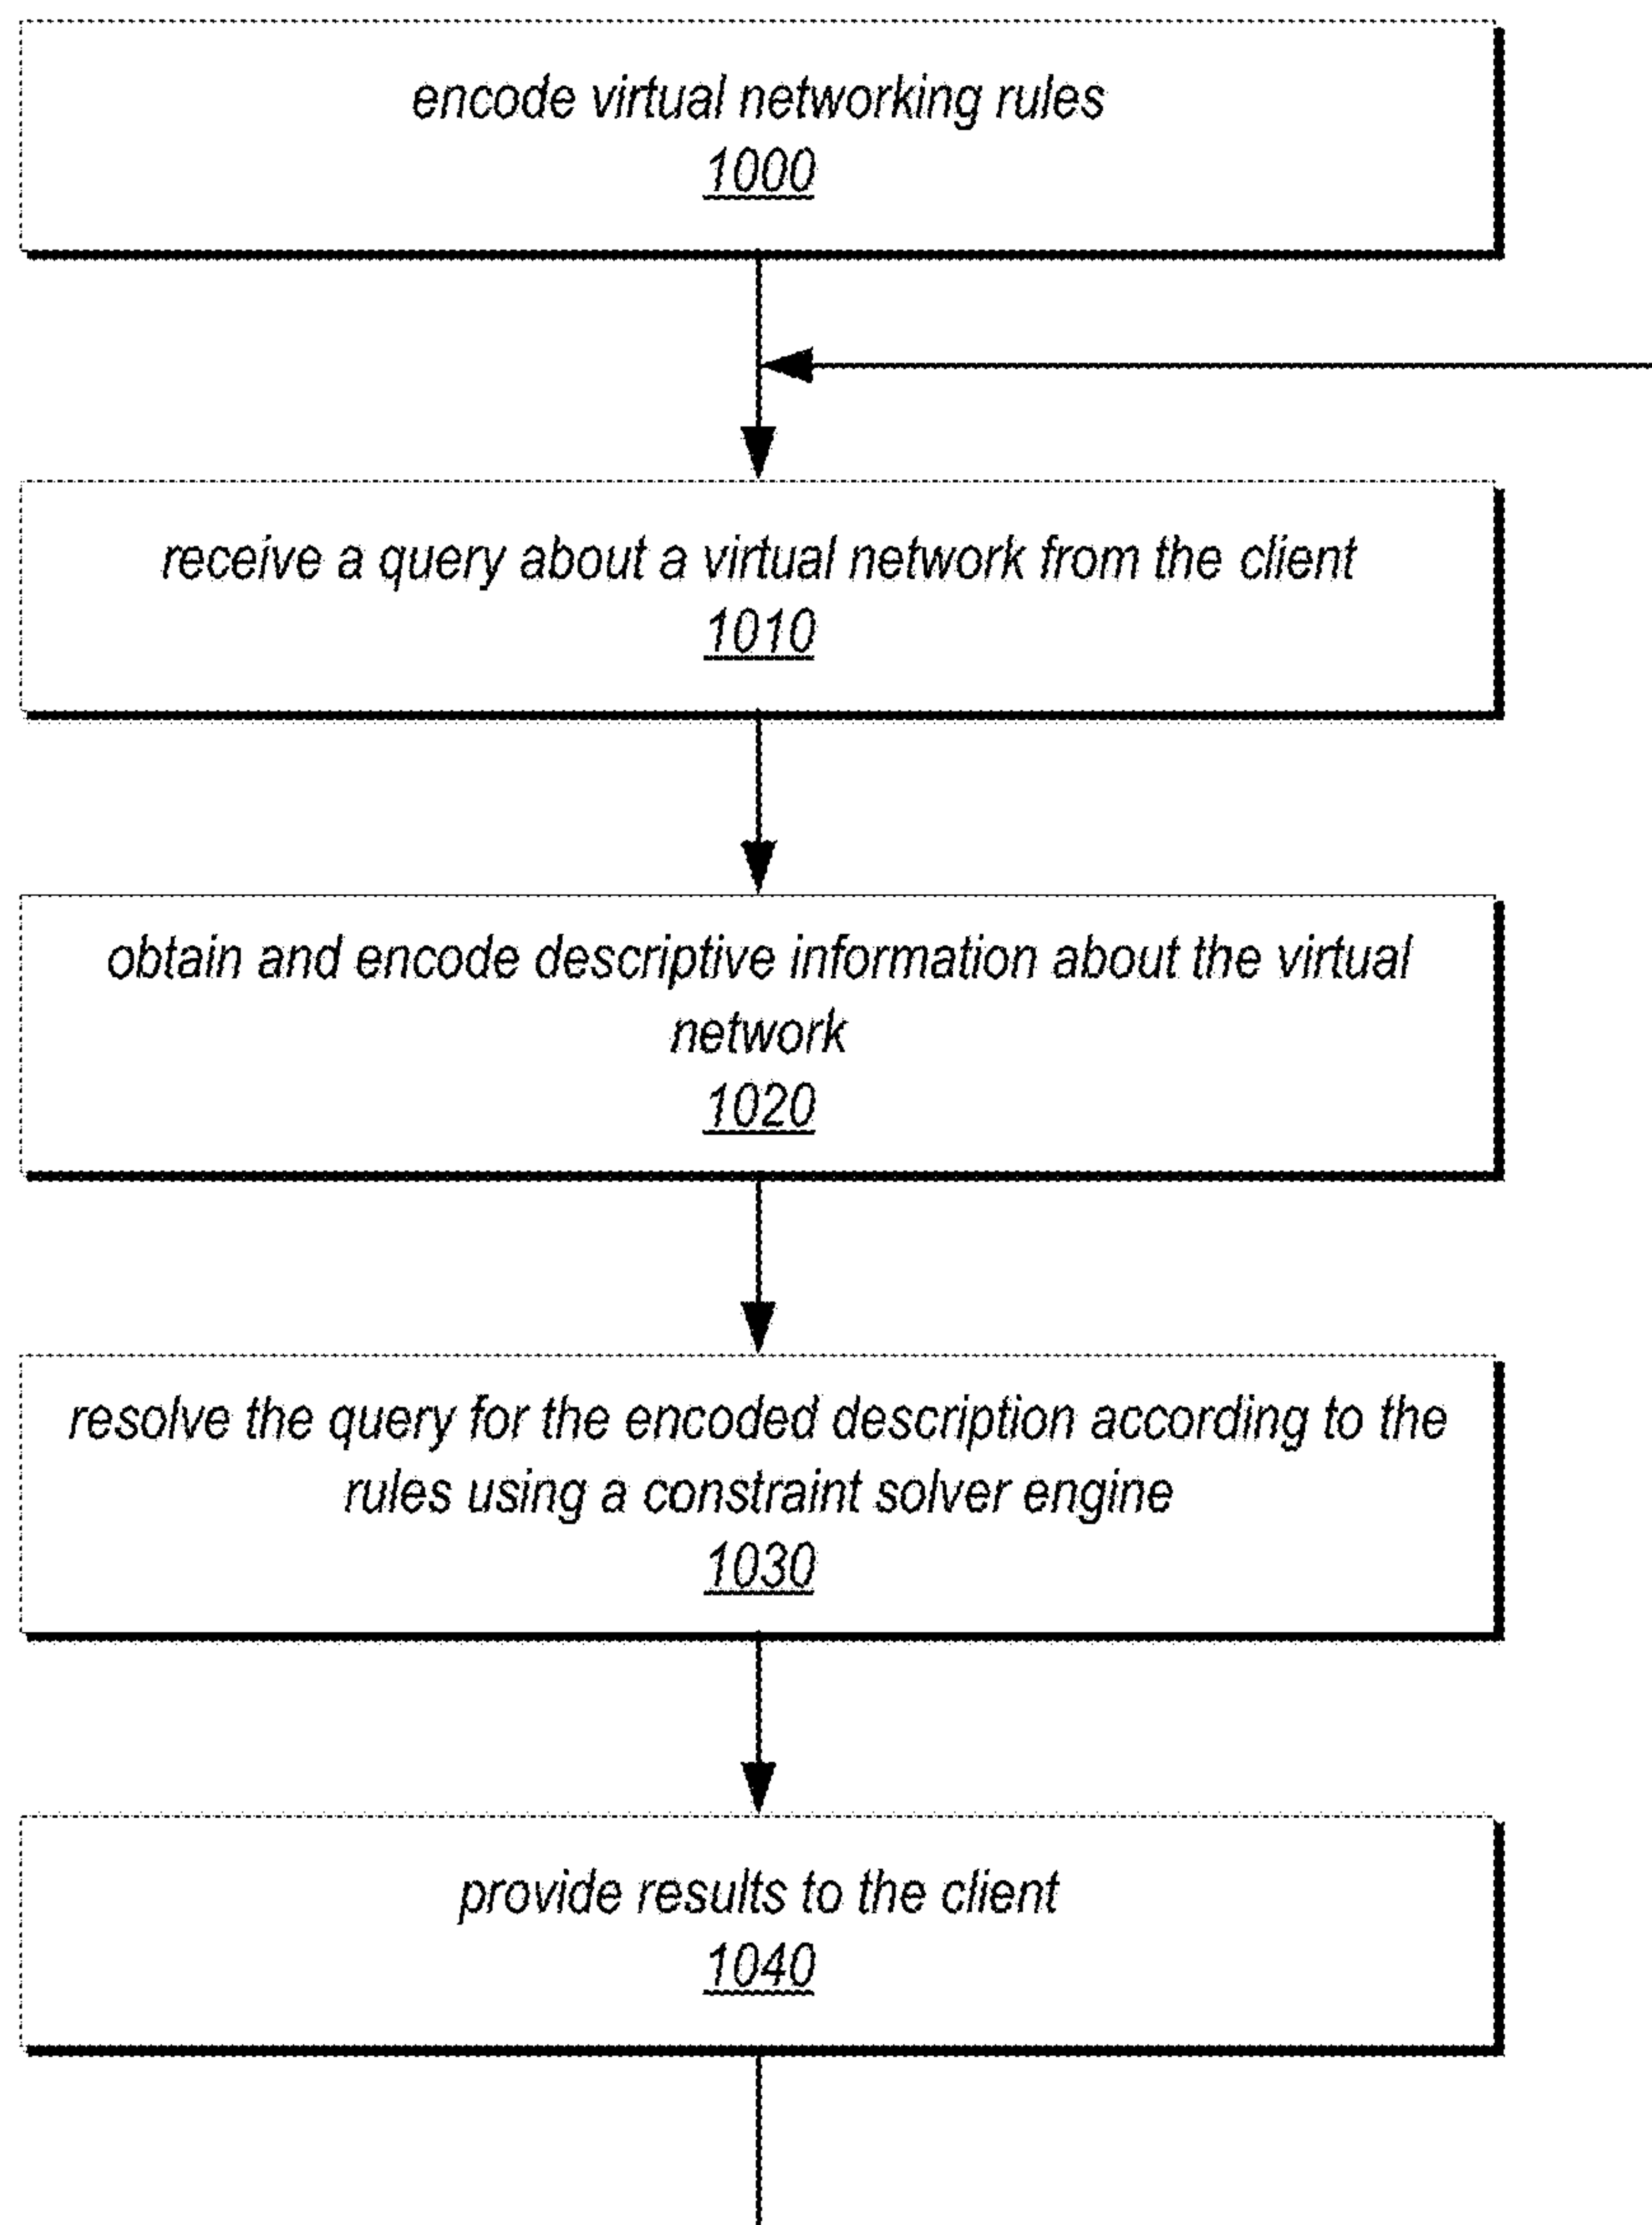 encode virtual networking rules
1000
receive a query about a virtual network from the client
1010
obtain and encode descriptive information about the virtual
network
1020
resolve the query for the encoded description according to the
rules using a constraint solver engine
1030
provide results to the client
1040